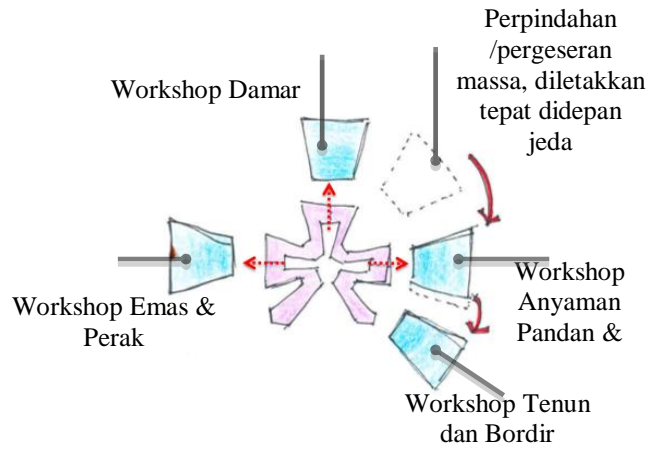 Perpindahan
/pergeseran
massa, diletakkan
tepat didepan
jeda
Workshop Damar
Workshop Emas &
Perak
Workshop
Anyaman
Pandan &
Workshop Tenun
dan Bordir